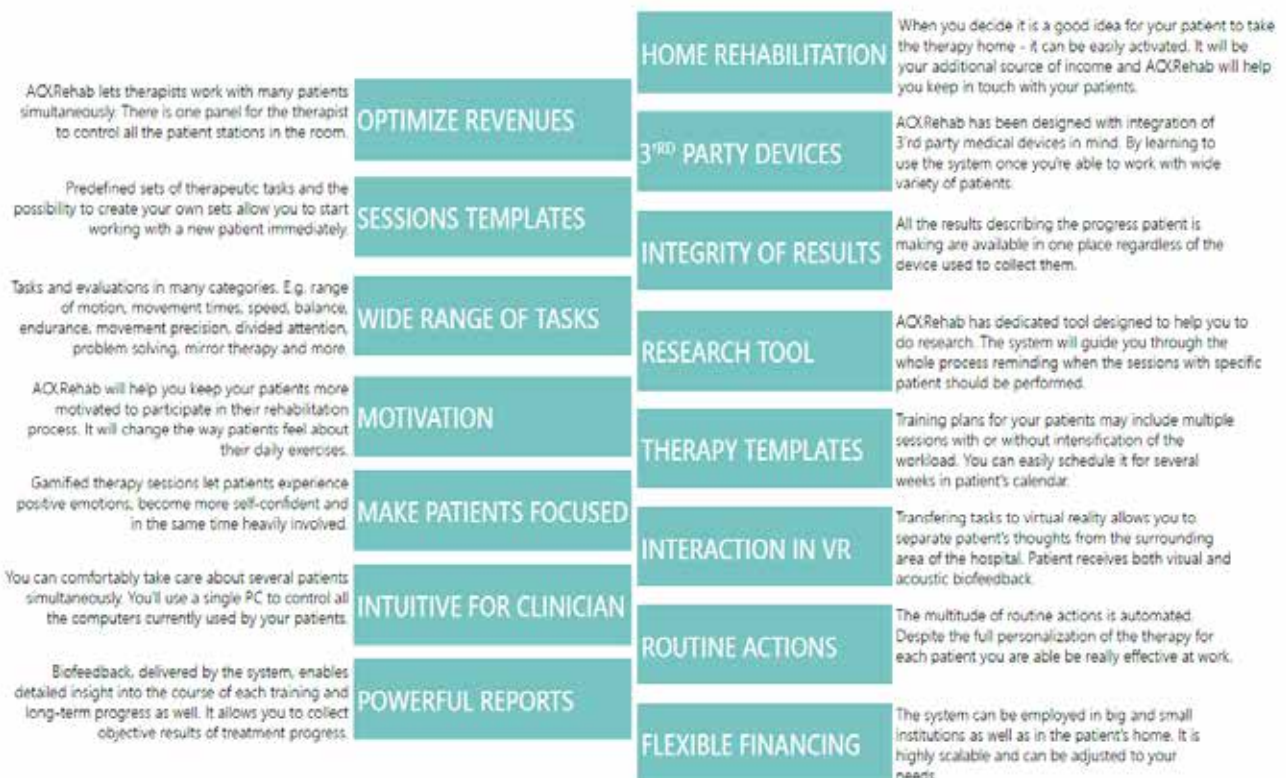 OPTIMIZE REVENUES
lets therapists work with many patients
simultaneously. There is one panel for the therapist
to control all the patient stations in the room.
SESSIONS TEMPLATES
Predefined sets of therapeutic tasks and the
possibility to create your own sets allow you to start
working with a new patient immediately.
WIDE RANGE OF TASKS
Tasks and evaluations in many categories. E.g. range
of motion, movement times, speed, balance,
endurance, movement precision, divided attention,
problem solving, mirror therapy and more.
MOTIVATION
will help you keep your patients more
motivated to participate in their rehabilitation
process. It will change the way patients feel about
their daily exercises.
MAKE PATIENTS FOCUSED
Gamified therapy sessions let patients experience
positive emotions, become more self-confident and
in the same time heavily involved.
INTUITIVE FOR CLINICIAN
You can comfortably take care about several patients
simultaneously. You'll use a single PC to control all
the computers currently used by your patients.
POWERFUL REPORTS
Biofeedback, delivered by the system, enables
detailed insight into the course of each training and
long-term progress as well. It allows you to collect
objective results of treatment progress.
HOME REHABILITATION
When you decide it is a good idea for your patient to take
the therapy home - it can be easily activated. It will be
your additional source of income and will help
you keep in touch with your patients.
3'RD PARTY DEVICES
has been designed with integration of
3'rd party medical devices in mind. By learning to
use the system once you're able to work with wide
variety of patients.
INTEGRITY OF RESULTS
All the results describing the progress patient is
making are available in one place regardless of the
device used to collect them.
RESEARCH TOOL
has dedicated tool designed to help you to
do research. The system will guide you through the
whole process reminding when the sessions with specific
patient should be performed.
THERAPY TEMPLATES
Training plans for your patients may include multiple
sessions with or without intensification of the
workload. You can easily schedule it for several
weeks in patient's calendar.
INTERACTION IN VR
Transfering tasks to virtual reality allows you to
separate patient's thoughts from the surrounding
area of the hospital. Patient receives both visual and
acoustic biofeedback.
ROUTINE ACTIONS
The multitude of routine actions is automated.
Despite the full personalization of the therapy for
each patient you are able be really effective at work.
FLEXIBLE FINANCING
The system can be employed in big and small
institutions as well as in the patient's home. It is
highly scalable and can be adjusted to your
needs